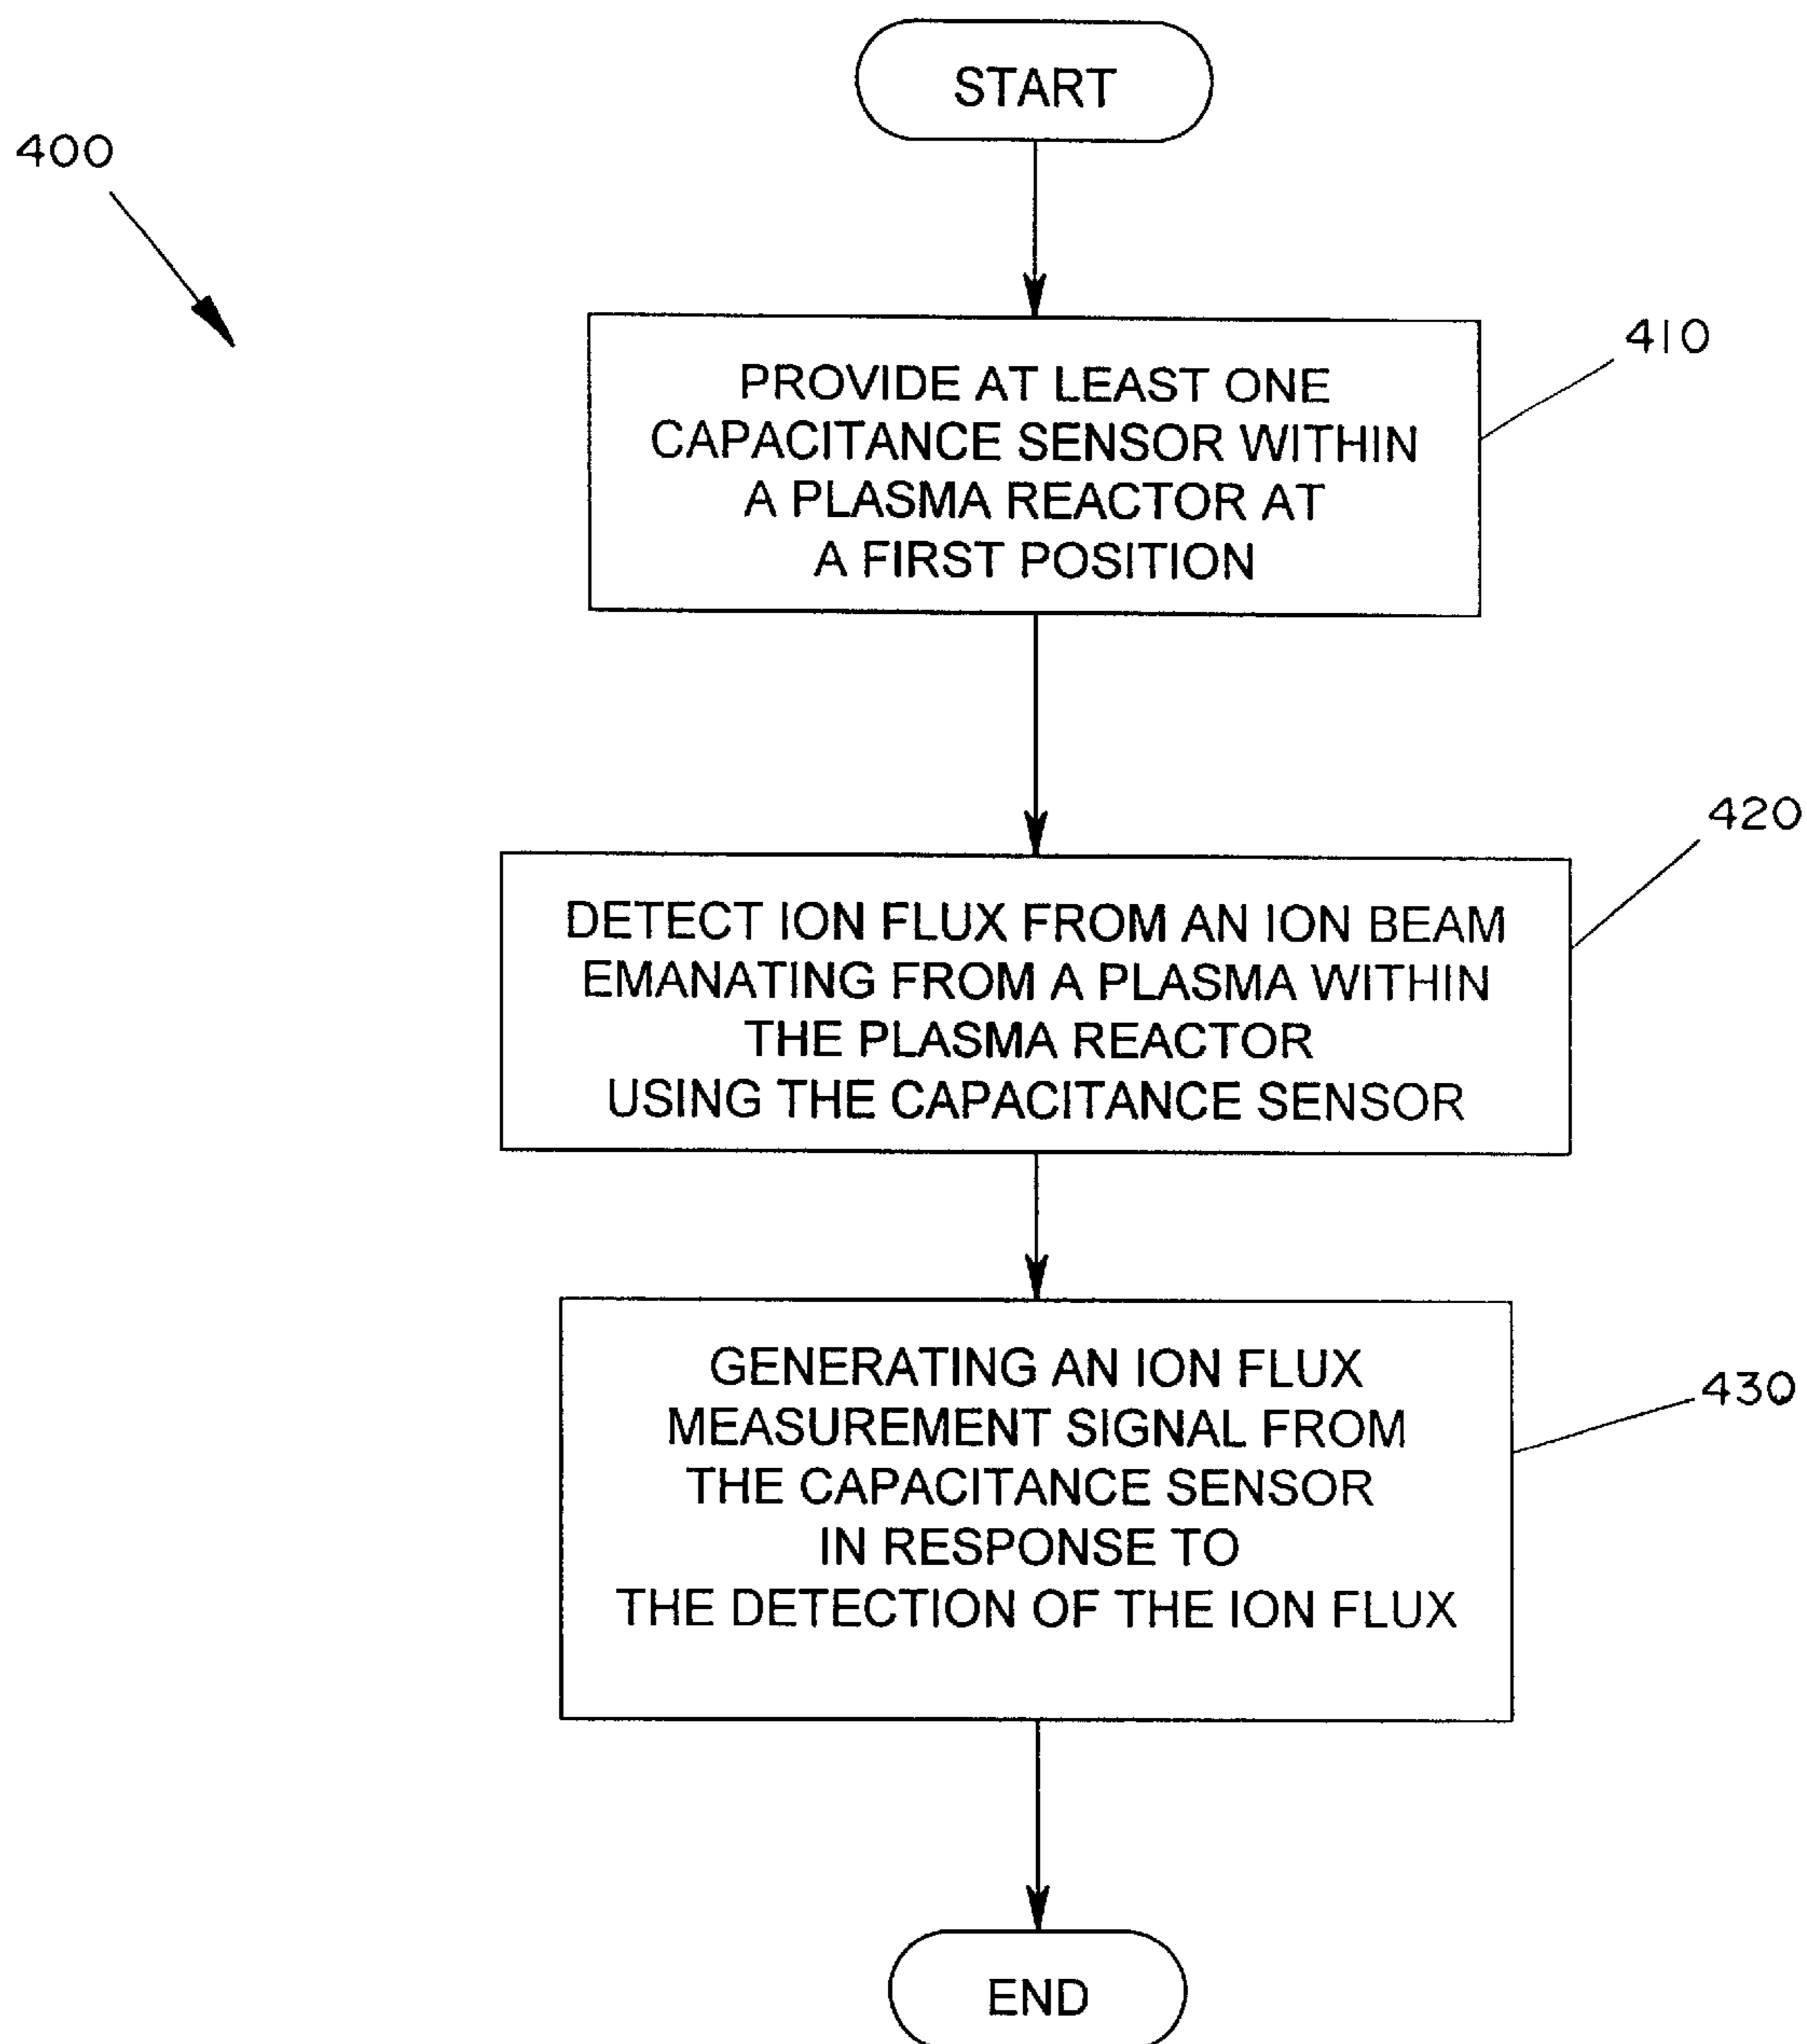 START
400
410
PROVIDE AT LEAST ONE
CAPACITANCE SENSOR WITHIN
A PLASMA REACTOR AT
A FIRST POSITION
420
DETECT ION FLUX FROM AN ION BEAM
EMANATING FROM A PLASMA WITHIN
THE PLASMA REACTOR
USING THE CAPACITANCE SENSOR
430
GENERATING AN ION FLUX
MEASUREMENT SIGNAL FROM
THE CAPACITANCE SENSOR
IN RESPONSE TO
THE DETECTION OF THE ION FLUX
END